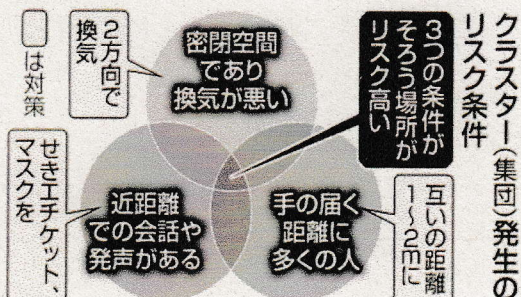 クラスター(集団)発生の
リスク条件
3つの条件が
そろう場所が
リスク高い
密閉空間
であり
換気が悪い
2方向で
換気
は対策
手の届く
距離に
多くの人
互いの距離
1〜2mに
近距離
での会話や
発声がある
せきエチケット、
マスクを